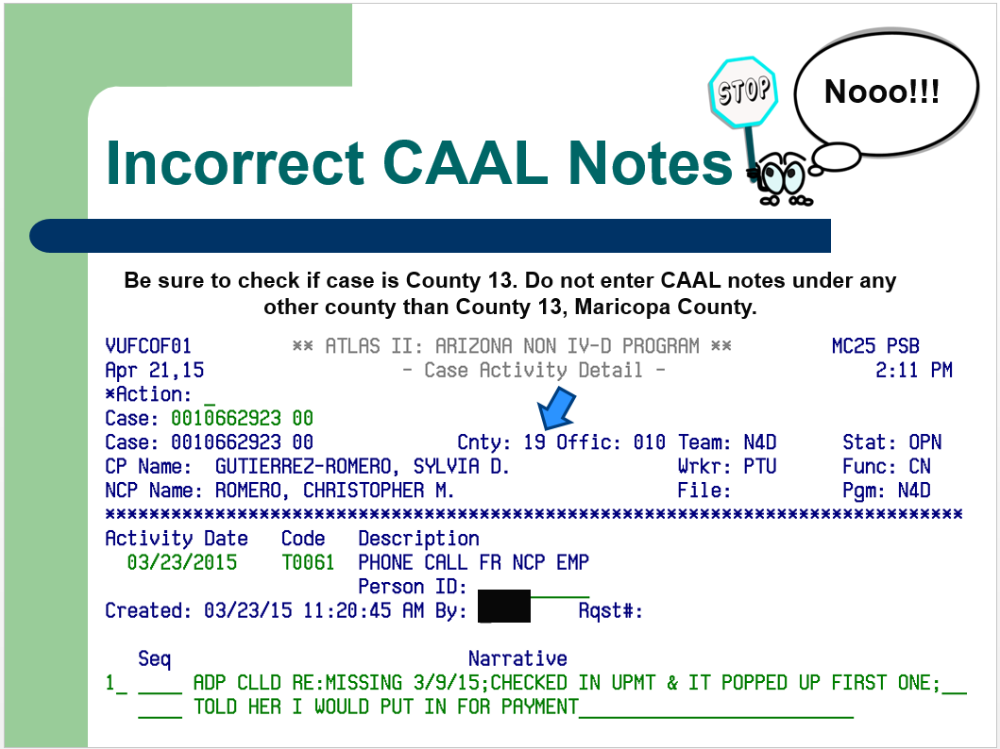 STOP
Nooo!!!
Incorrect CAAL Notes
Be sure to check if case is County 13. Do not enter CAAL notes under any
other county than County 13, Maricopa County.
VUFCOF01 ** ATLAS II: ARIZONA NON IV-D PROGRAM ** MC25 PSB
Apr 21,15 - Case Activity Detail - 2:11 PM
*Action: _
Case: 0010662923 00
Case: 0010662923 00 Cnty: 19 Offic: 010 Team: N4D Stat: OPN
CP Name: GUTIERREZ-ROMERO, SYLVIA D. Wrkr: PTU Func: CN
NCP Name: ROMERO, CHRISTOPHER M. File: Pgm: N4D
******************************************************************************
Activity Date Code Description
03/23/2015 T0061 PHONE CALL FR NCP EMP
Person ID:
Created: 03/23/15 11:20:45 AM By: Rqst#:
Seq Narrative
1_ ____ ADP CLLD RE:MISSING 3/9/15;CHECKED IN UPMT & IT POPPED UP FIRST ONE;__
____ TOLD HER I WOULD PUT IN FOR PAYMENT_________________________